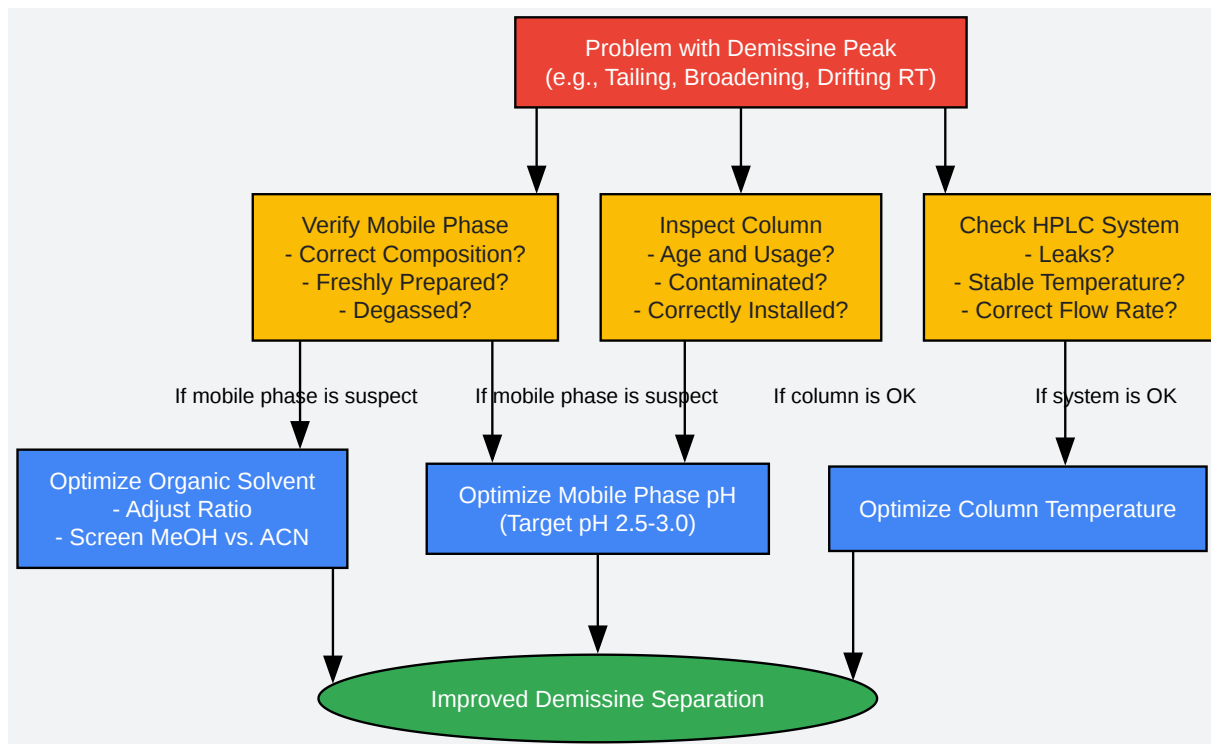 Problem with Demissine Peak
(e.g., Tailing, Broadening, Drifting RT)
Verify Mobile Phase
- Correct Composition?
- Freshly Prepared?
- Degassed?
Inspect Column
- Age and Usage?
- Contaminated?
- Correctly Installed?
Check HPLC System
- Leaks?
- Stable Temperature?
- Correct Flow Rate?
If mobile phase is suspect
If mobile phase is suspect
If column is OK
If system is OK
Optimize Organic Solvent
- Adjust Ratio
- Screen MeOH vs. ACN
Optimize Mobile Phase pH
(Target pH 2.5-3.0)
Optimize Column Temperature
Improved Demissine Separation